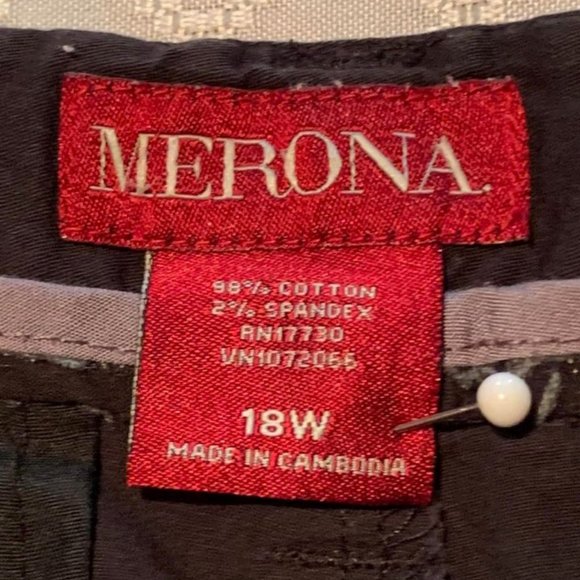 MERONA.
98% COTTON
2% SPANDEX
RN17730
VN1072066
18W
MADE IN CAMBODIA